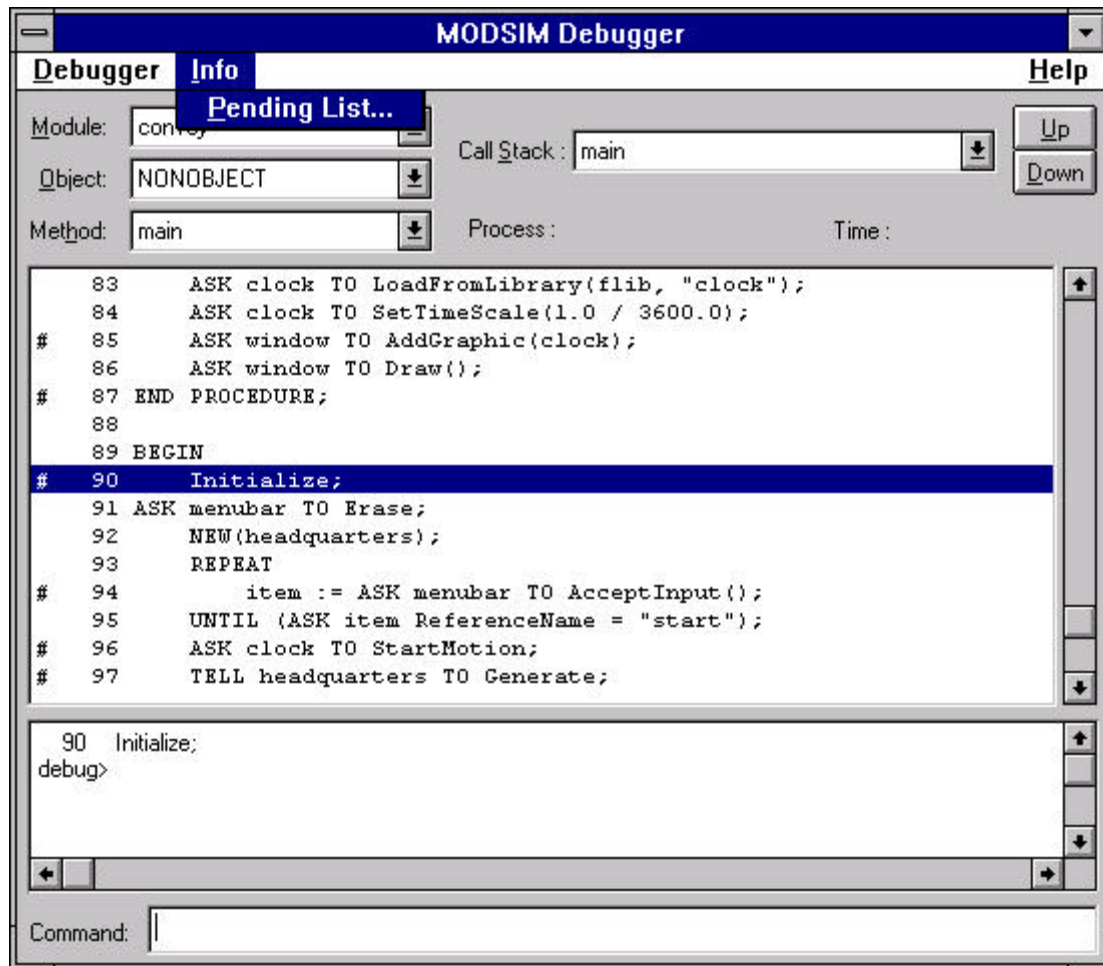 MODSIM Debugger
Debugger Info Help
Pending List...
Module:
Call Stack : main
Up
Object: NONOBJECT
Down
Method: main
Process :
Time :
83 ASK clock TO LoadFromLibrary(flib, "clock");
84 ASK clock TO SetTimeScale(1.0 / 3600.0);
# 85 ASK window TO AddGraphic(clock);
86 ASK window TO Draw();
# 87 END PROCEDURE;
88
89 BEGIN
# 90 Initialize;
91 ASK menubar TO Erase;
92 NEW(headquarters);
93 REPEAT
# 94 item := ASK menubar TO AcceptInput();
95 UNTIL (ASK item ReferenceName = "start");
# 96 ASK clock TO StartMotion;
# 97 TELL headquarters TO Generate;
90 Initialize;
debug>
Command: